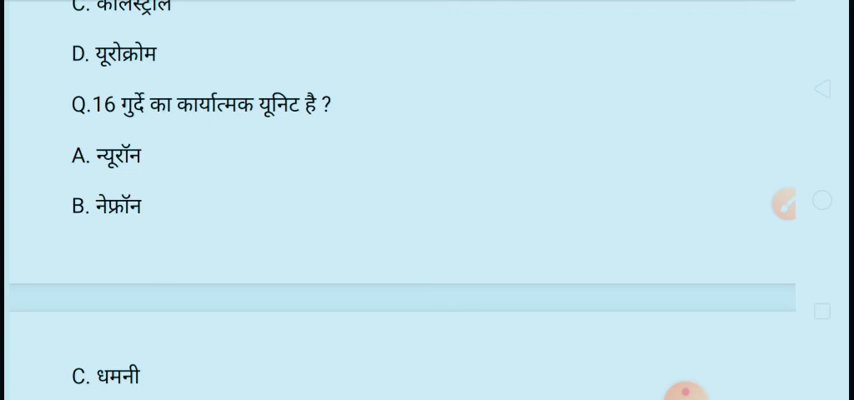 C. कोलेस्ट्रॉल
D. यूरोक्रोम
Q.16 गुर्दे का कार्यात्मक यूनिट है ?
A. न्यूरॉन
B. नेफ्रॉन
C. धमनी